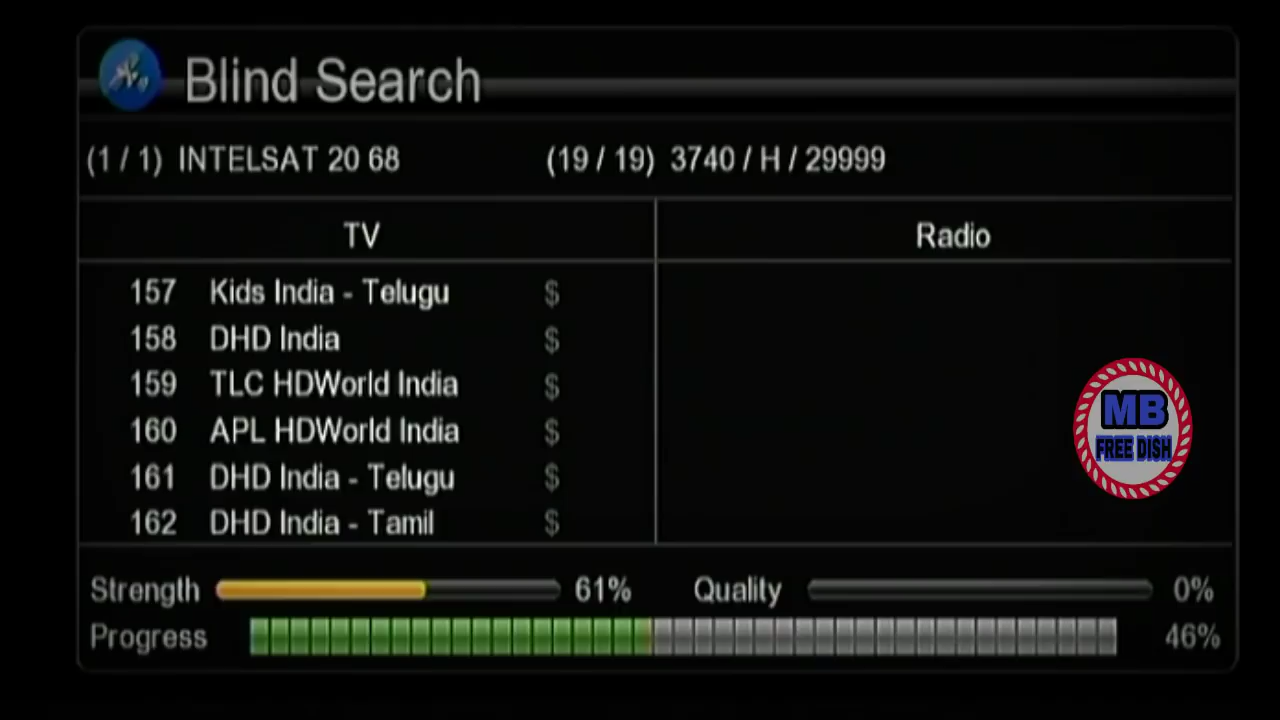 Blind Search
(1 / 1) INTELSAT 20 68 (19 / 19) 3740 / H / 29999
TV Radio
157 Kids India - Telugu $
158 DHD India $
159 TLC HDWorld India $
160 APL HDWorld India $
161 DHD India - Telugu $
162 DHD India - Tamil $
MB
FREE DISH
Strength 61% Quality 0%
Progress 46%